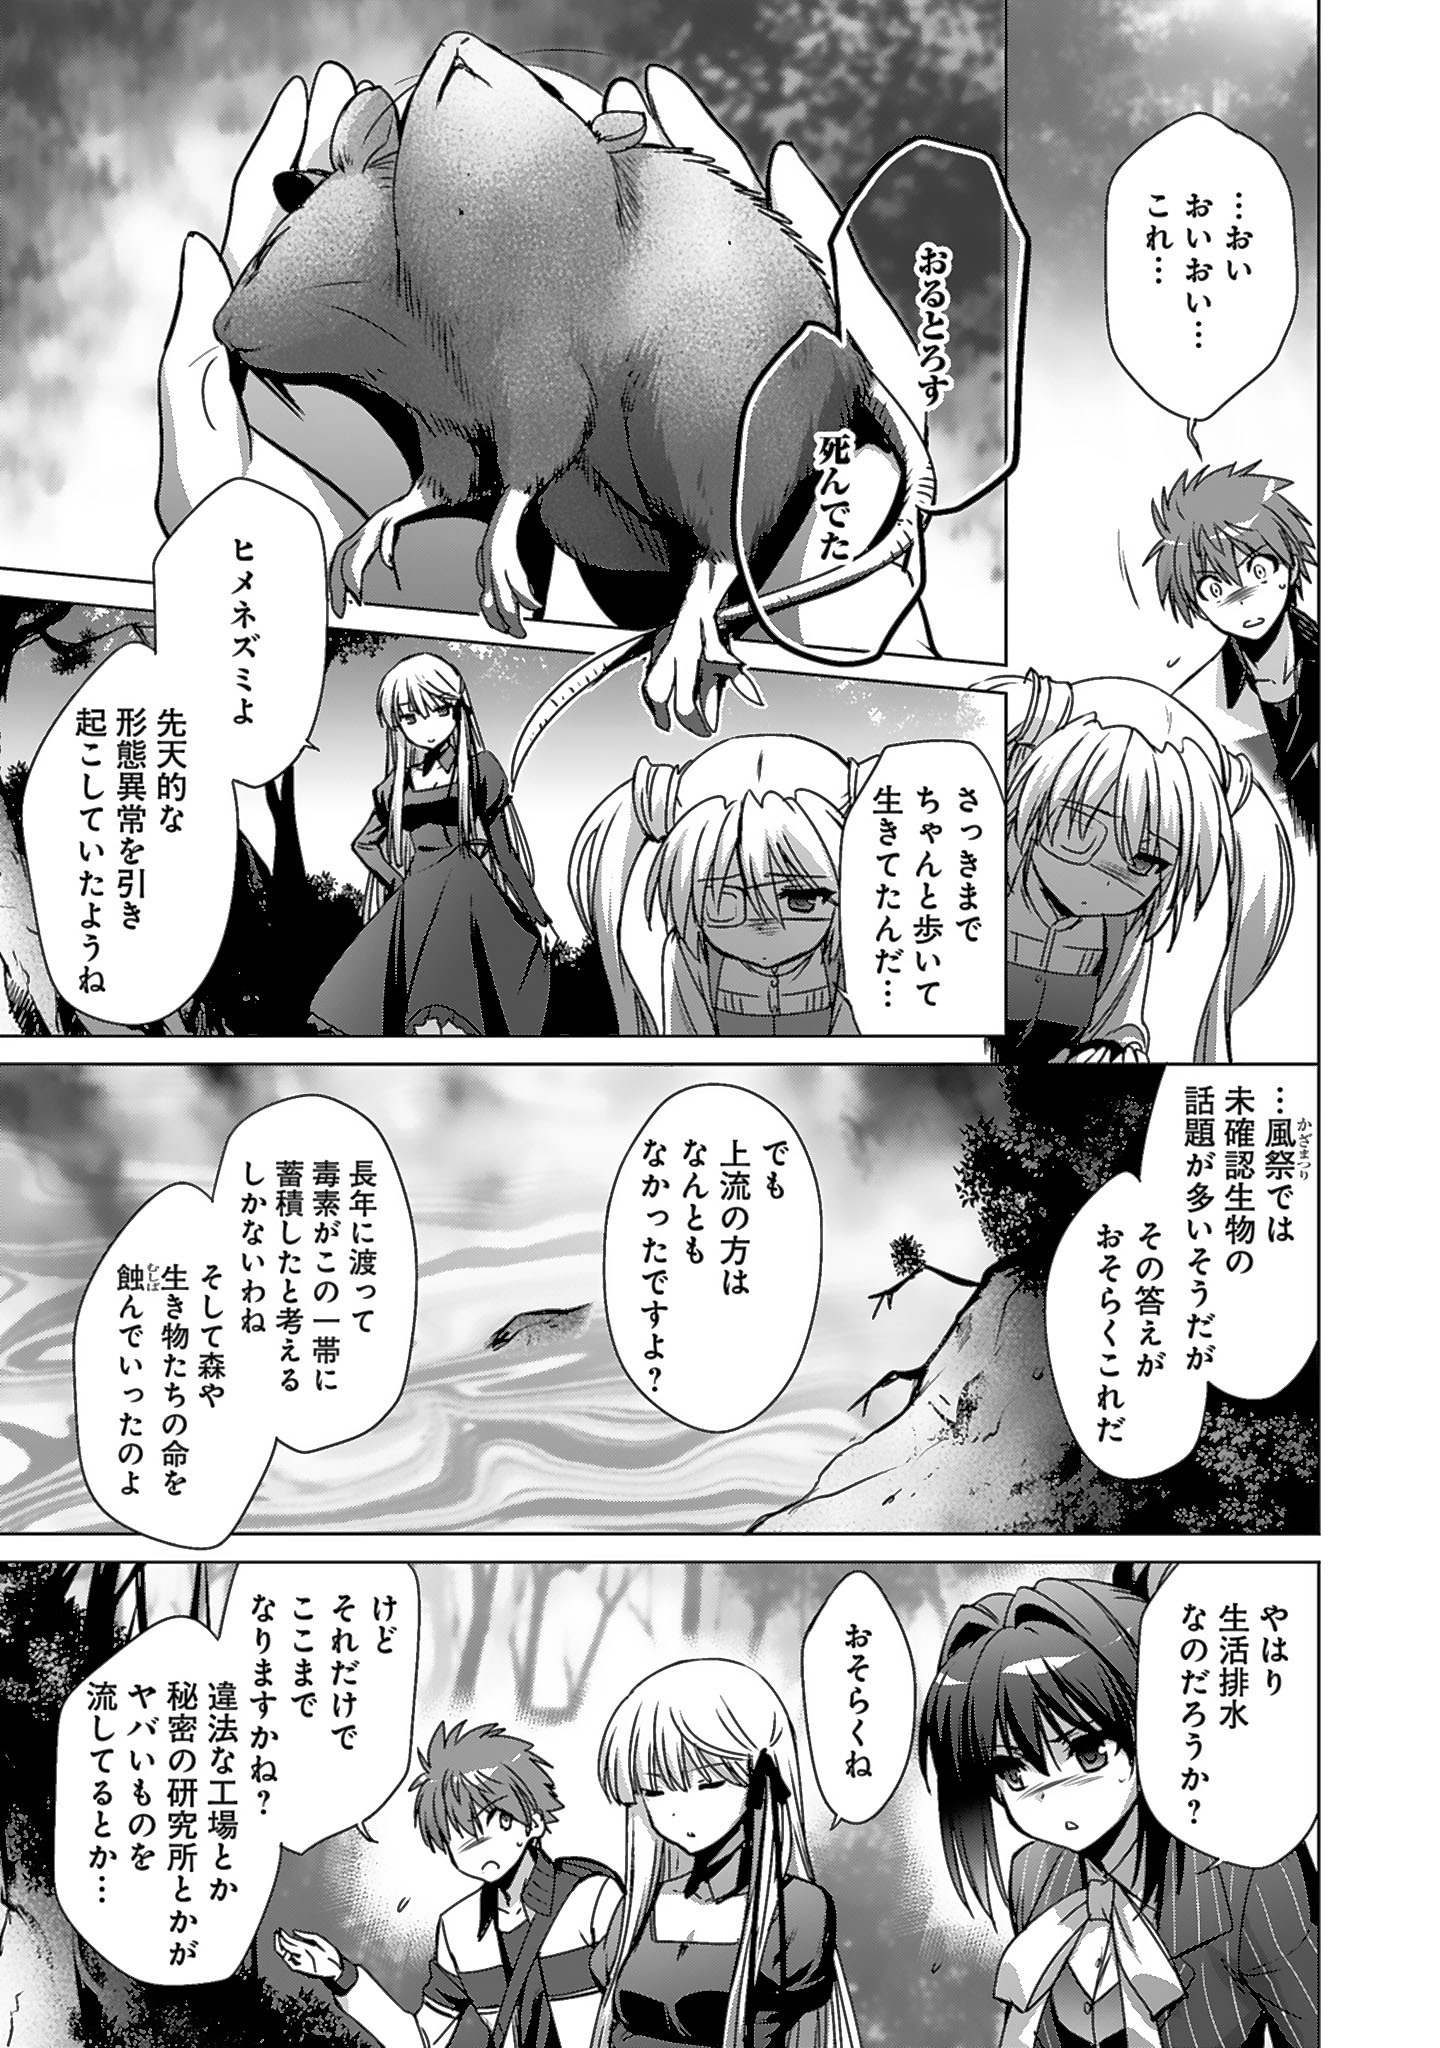 …おい
おいおい…
これ…
おるとろす
死んでた
さっきまで
ちゃんと歩いて
生きてたんだ…
ヒメネズミよ
先天的な
形態異常を引き
起こしていたようね
…風祭では
かざまつり
未確認生物の
話題が多いそうだが
その答えが
おそらくこれだ
でも
上流の方は
なんとも
なかったですよ？
長年に渡って
毒素がこの一帯に
蓄積したと考える
しかないわね
そして森や
生き物たちの命を
蝕んでいったのよ
むしば
やはり
生活排水
なのだろうか？
おそらくね
けど
それだけで
ここまで
なりますかね？
違法な工場とか
秘密の研究所とかが
ヤバいものを
流してるとか…